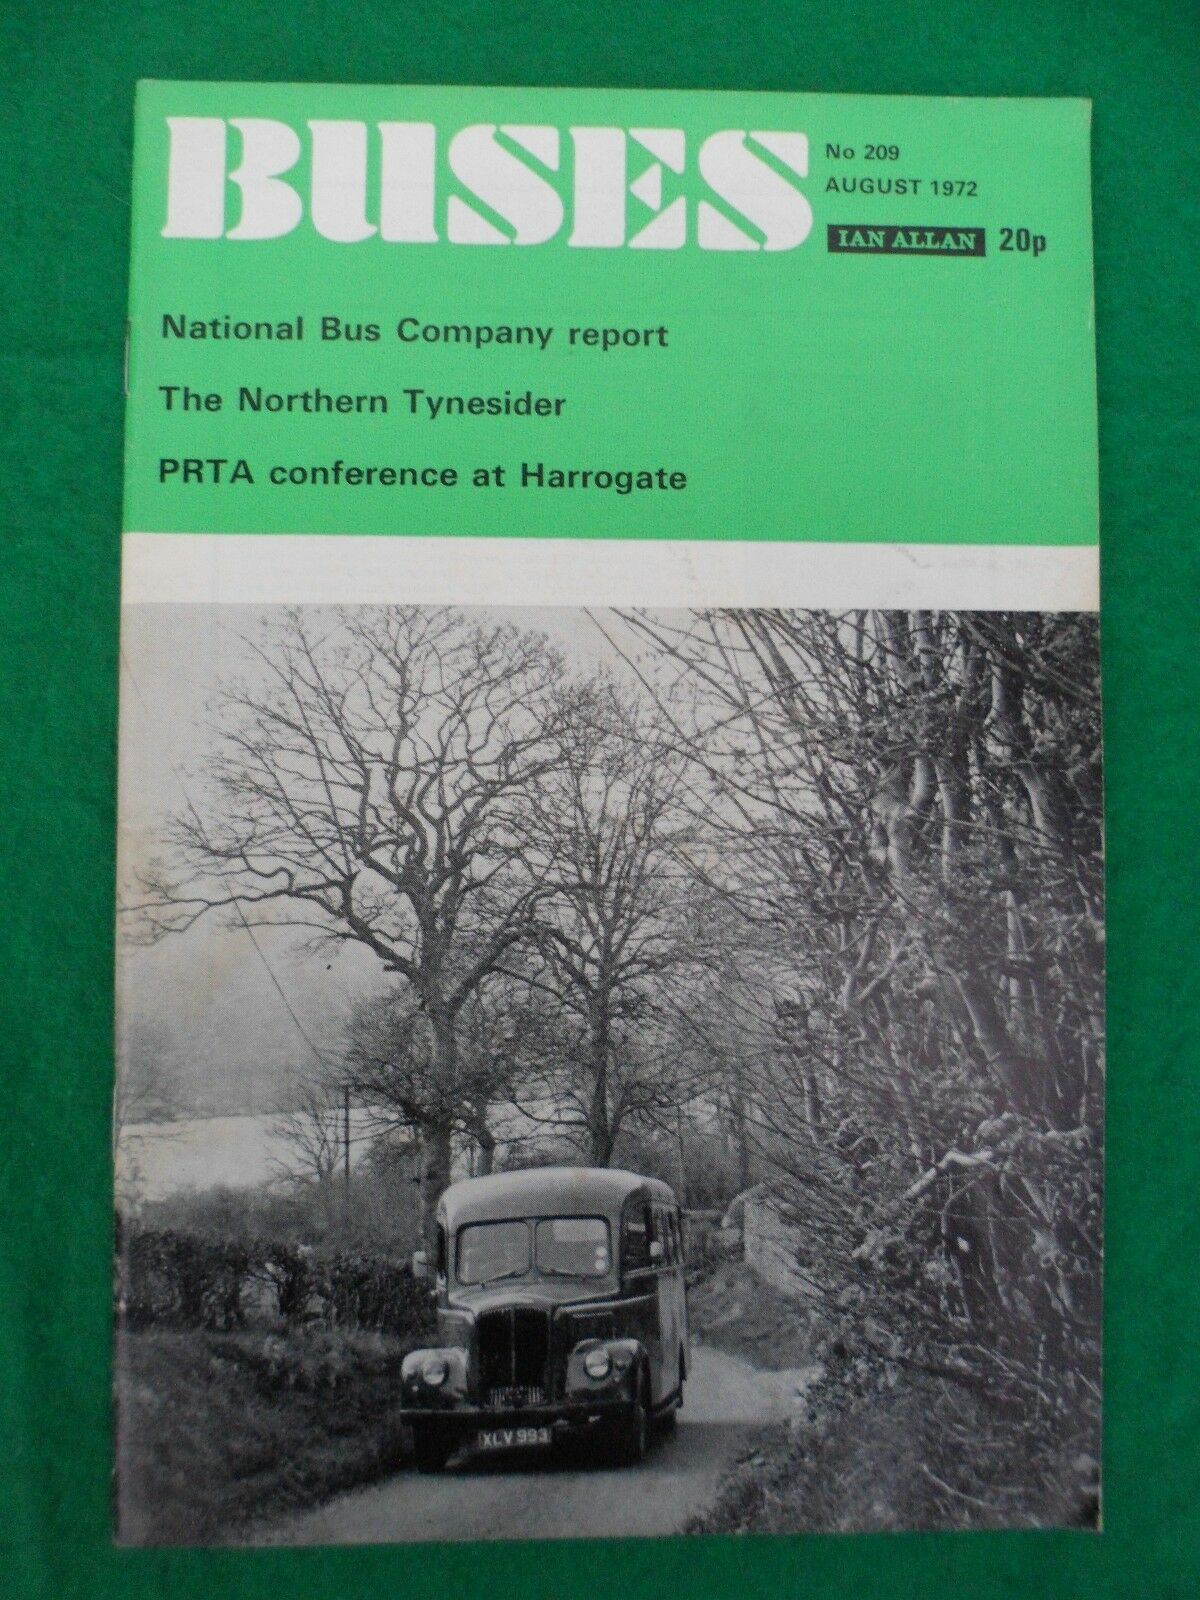 BUSES
No 209
AUGUST 1972
IAN ALLAN 20p
National Bus Company report
The Northern Tynesider
PRTA conference at Harrogate
XLV 993